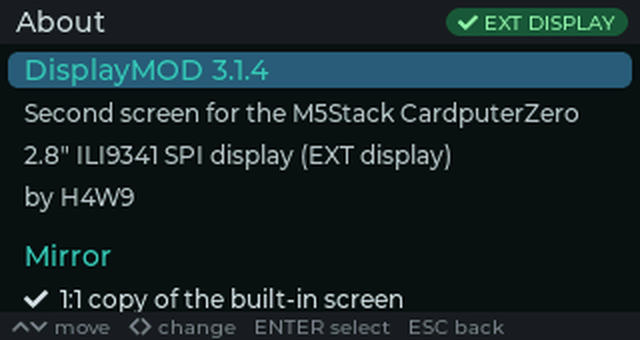 About
✓ EXT DISPLAY
DisplayMOD 3.1.4
Second screen for the M5Stack CardputerZero
2.8" ILI9341 SPI display (EXT display)
by H4W9
Mirror
✓ 1:1 copy of the built-in screen
move change ENTER select ESC back